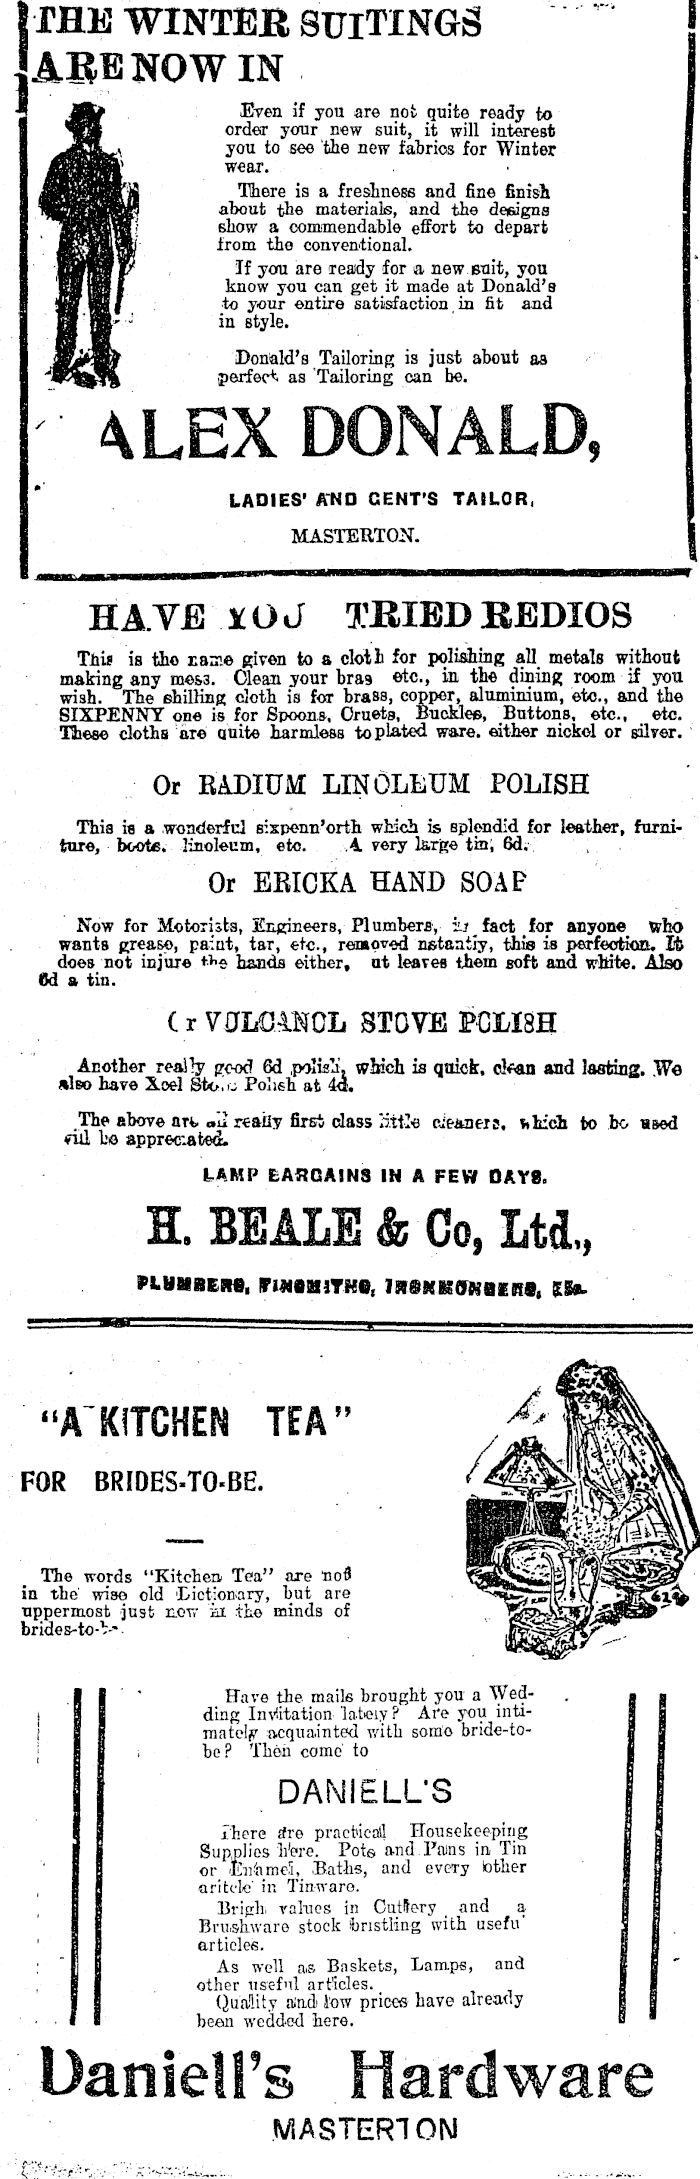 THE WINTER SUITINGS
ARE NOW IN
Even if you are not quite ready to
order your new suit, it will interest
you to see the new fabrics for Winter
wear.
There is a freshness and fine finish
about the materials, and the designs
show a commendable effort to depart
from the conventional.
If you are ready for a new suit, you
know you can get it made at Donald's
to your entire satisfaction in fit and
in style.
Donald's Tailoring is just about as
perfect as Tailoring can be.
ALEX DONALD,
LADIES' AND GENT'S TAILOR,
MASTERTON.
HAVE YOU TRIED REDIOS
This is the name given to a cloth for polishing all metals without
making any mess. Clean your bras etc., in the dining room if you
wish. The shilling cloth is for brass, copper, aluminium, etc., and the
SIXPENNY one is for Spoons, Cruets, Buckles, Buttons, etc., etc.
These cloths are quite harmless to plated ware. either nickel or silver.
Or RADIUM LINOLEUM POLISH
This is a wonderful sixpenn'orth which is splendid for leather, furni-
ture, boots. linoleum, etc. A very large tin, 6d.
Or ERICKA HAND SOAP
Now for Motorists, Engineers, Plumbers, in fact for anyone who
wants grease, paint, tar, etc., removed nstantly, this is perfection. It
does not injure the hands either, ut leaves them soft and white. Also
6d a tin.
Or VULCANOL STOVE POLISH
Another really good 6d polish, which is quick, clean and lasting. We
also have Xcel Stove Polish at 4d.
The above are all really first class little cleaners, which to be used
will be appreciated.
LAMP BARGAINS IN A FEW DAYS.
H. BEALE & Co, Ltd.,
PLUMBERS, TINSMITHS, IRONMONGERS, Etc.
"A KITCHEN TEA"
FOR BRIDES-TO-BE.
The words "Kitchen Tea" are not
in the wise old Dictionary, but are
uppermost just now in the minds of
brides-to-be.
Have the mails brought you a Wed-
ding Invitation lately? Are you inti-
mately acquainted with some bride-to-
be? Then come to
DANIELL'S
There are practical Housekeeping
Supplies here. Pots and Pans in Tin
or Enamel, Baths, and every other
aritcle in Tinware.
Brigh values in Cutlery and a
Brushware stock bristling with usefu
articles.
As well as Baskets, Lamps, and
other useful articles.
Quality and low prices have already
been wedded here.
Daniell's Hardware
MASTERTON